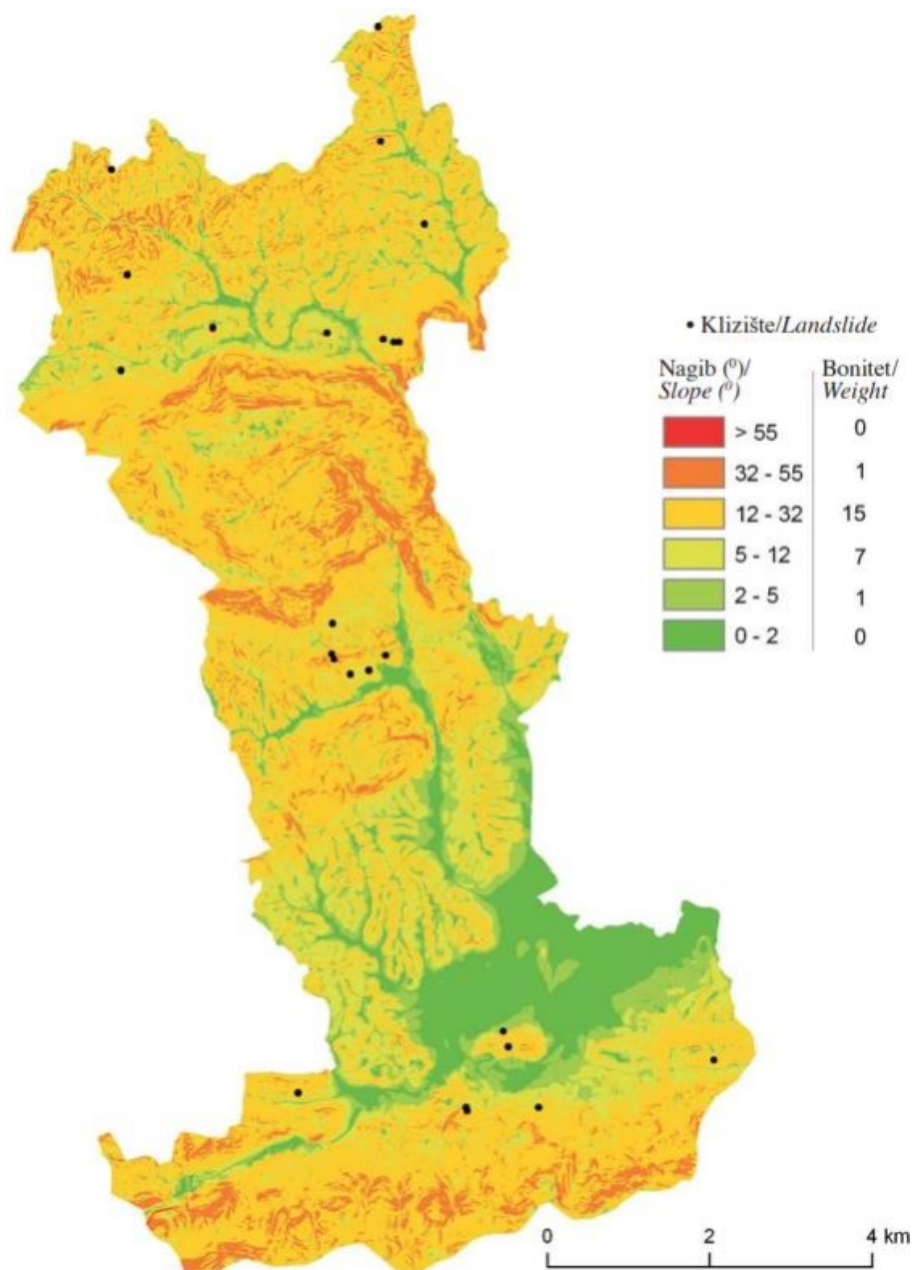 • Klizište/Landslide
Nagib (º)/ Bonitet/
Slope (º) Weight
> 55 0
32 - 55 1
12 - 32 15
5 - 12 7
2 - 5 1
0 - 2 0
0 2 4 km